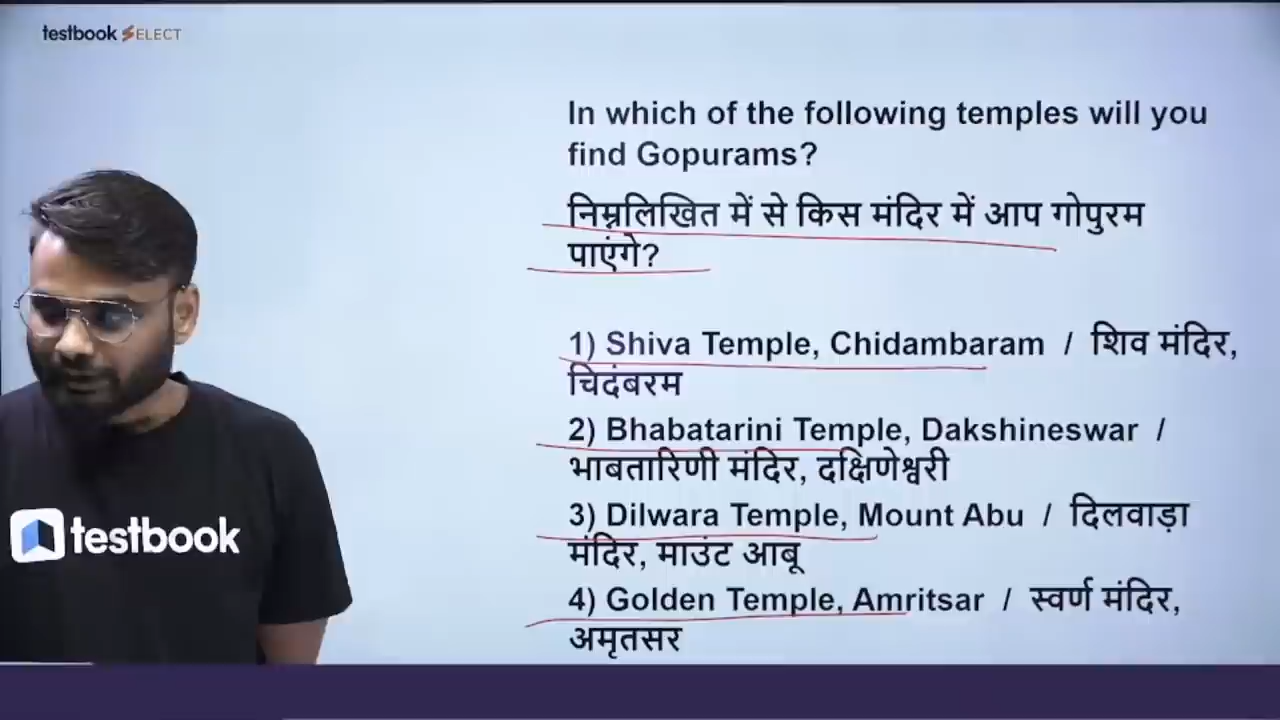 testbook SELECT
In which of the following temples will you
find Gopurams?
निम्नलिखित में से किस मंदिर में आप गोपुरम
पाएंगे?
1) Shiva Temple, Chidambaram / शिव मंदिर,
चिदंबरम
2) Bhabatarini Temple, Dakshineswar /
भाबतारिणी मंदिर, दक्षिणेश्वरी
3) Dilwara Temple, Mount Abu / दिलवाड़ा
मंदिर, माउंट आबू
4) Golden Temple, Amritsar / स्वर्ण मंदिर,
अमृतसर
testbook